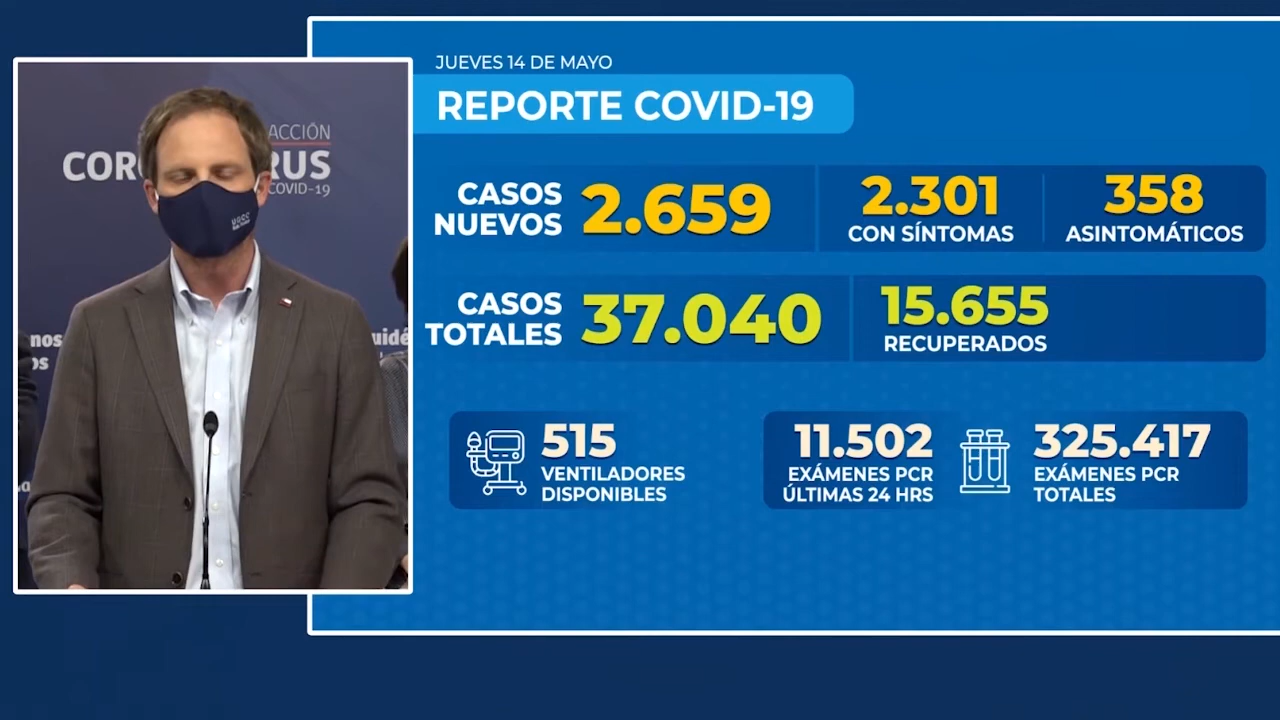 JUEVES 14 DE MAYO
REPORTE COVID-19
ACCIÓN
COVID-19
CASOS
NUEVOS
2.659
2.301
CON SÍNTOMAS
358
ASINTOMÁTICOS
CASOS
TOTALES
37.040
15.655
RECUPERADOS
515
VENTILADORES
DISPONIBLES
11.502
EXÁMENES PCR
ÚLTIMAS 24 HRS
325.417
EXÁMENES PCR
TOTALES